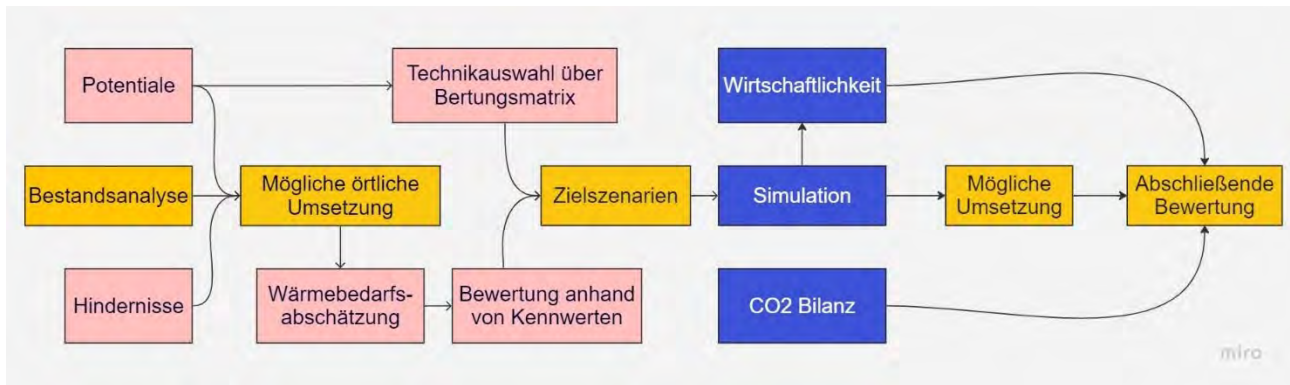 Potentiale
Technikauswahl über
Bertungsmatrix
Wirtschaftlichkeit
Bestandsanalyse
Mögliche örtliche
Umsetzung
Zielszenarien
Simulation
Mögliche
Umsetzung
Abschließende
Bewertung
Hindernisse
Wärmebedarfs-
abschätzung
Bewertung anhand
von Kennwerten
CO2 Bilanz
miro